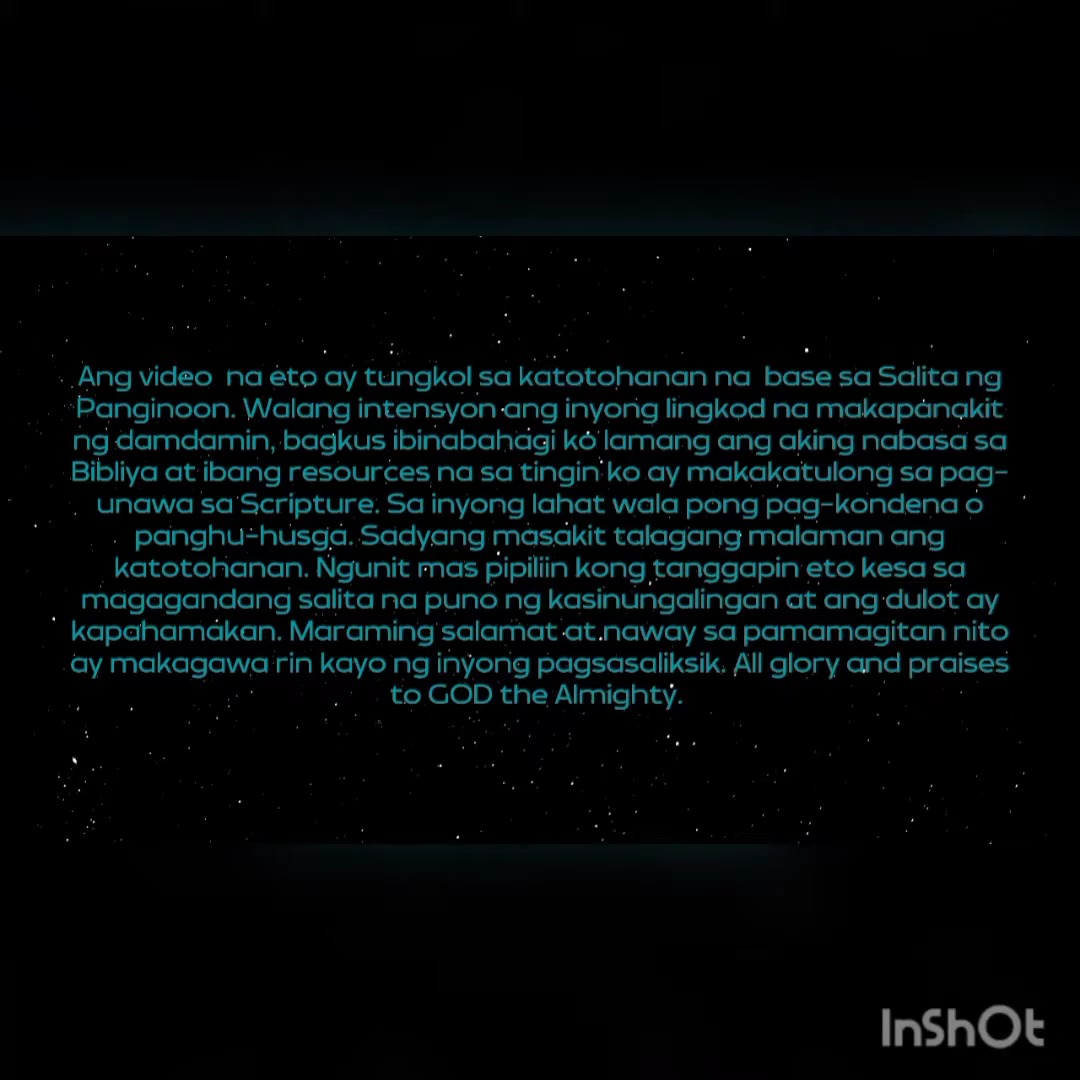 Ang video na eto ay tungkol sa katotohanan na base sa Salita ng
Panginoon. Walang intensyon ang inyong lingkod na makapanakit
ng damdamin, bagkus ibinabahagi ko lamang ang aking nabasa sa
Bibliya at ibang resources na sa tingin ko ay makakatulong sa pag-
unawa sa Scripture. Sa inyong lahat wala pong pag-kondena o
panghu-husga. Sadyang masakit talagang malaman ang
katotohanan. Ngunit mas pipiliin kong tanggapin eto kesa sa
magagandang salita na puno ng kasinungalingan at ang dulot ay
kapahamakan. Maraming salamat at naway sa pamamagitan nito
ay makagawa rin kayo ng inyong pagsasaliksik. All glory and praises
to GOD the Almighty.
InShOt